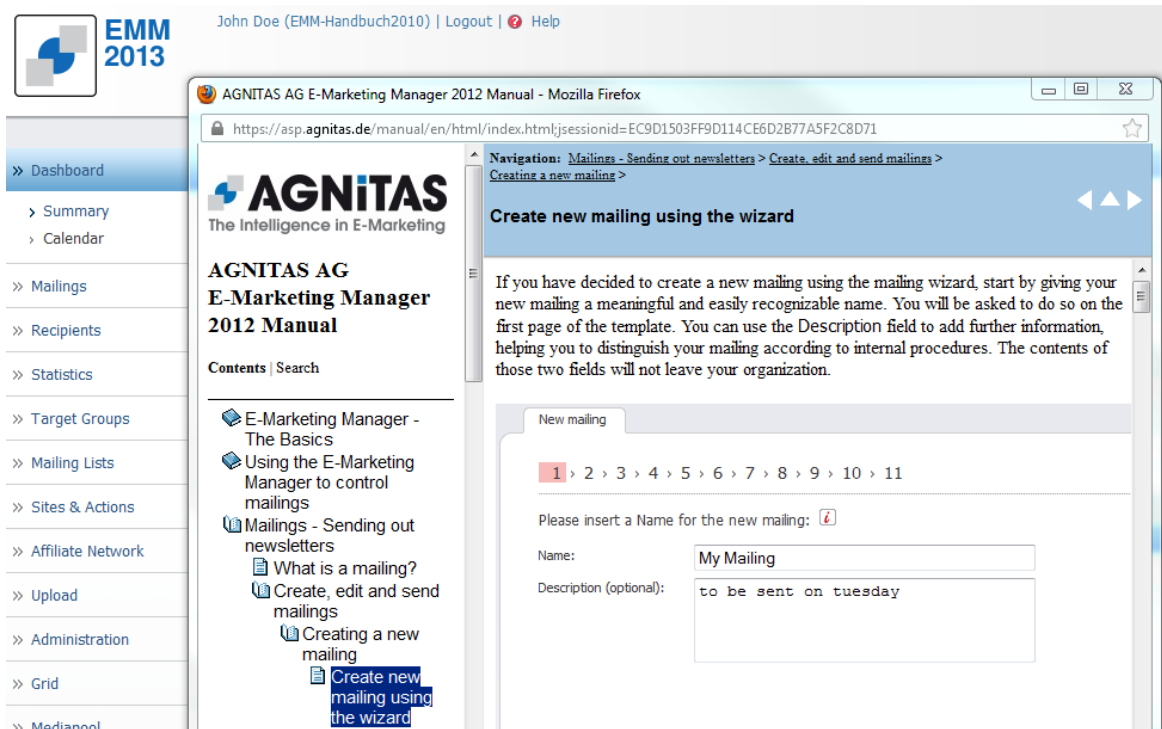 EMM
2013
John Doe (EMM-Handbuch2010) | Logout | ? Help
» Dashboard
› Summary
› Calendar
» Mailings
» Recipients
» Statistics
» Target Groups
» Mailing Lists
» Sites & Actions
» Affiliate Network
» Upload
» Administration
» Grid
» Mediapool
AGNITAS AG E-Marketing Manager 2012 Manual - Mozilla Firefox
https://asp.agnitas.de/manual/en/html/index.html;jsessionid=EC9D1503FF9D114CE6D2B77A5F2C8D71
AGNiTAS
The Intelligence in E-Marketing
AGNITAS AG
E-Marketing Manager
2012 Manual
Contents | Search
E-Marketing Manager -
The Basics
Using the E-Marketing
Manager to control
mailings
Mailings - Sending out
newsletters
What is a mailing?
Create, edit and send
mailings
Creating a new
mailing
Create new
mailing using
the wizard
Navigation: Mailings - Sending out newsletters > Create, edit and send mailings >
Creating a new mailing >
Create new mailing using the wizard
If you have decided to create a new mailing using the mailing wizard, start by giving your
new mailing a meaningful and easily recognizable name. You will be asked to do so on the
first page of the template. You can use the Description field to add further information,
helping you to distinguish your mailing according to internal procedures. The contents of
those two fields will not leave your organization.
New mailing
1 › 2 › 3 › 4 › 5 › 6 › 7 › 8 › 9 › 10 › 11
Please insert a Name for the new mailing: i
Name:
My Mailing
Description (optional):
to be sent on tuesday